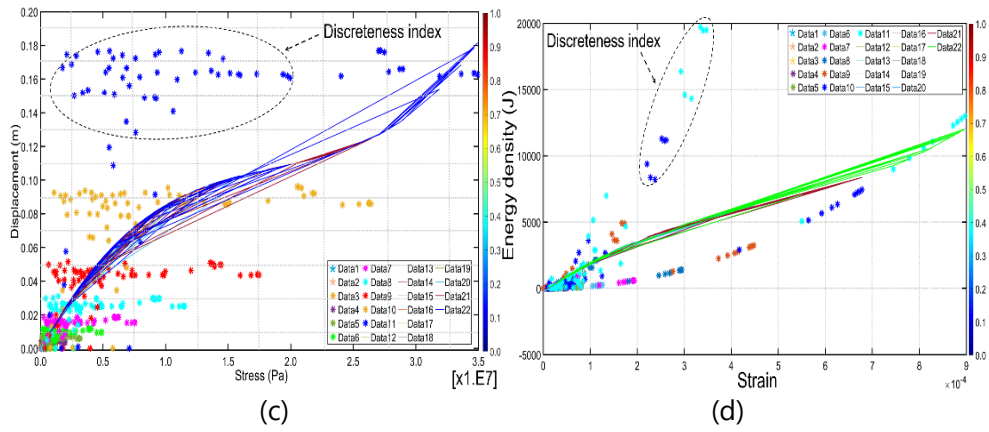 [x1.E7]
0.20
0.18
0.16
0.14
0.12
0.10
0.08
0.06
0.04
0.02
0.00
Displacement (m)
Discreteness index
Data1 Data7 Data13 Data19
Data2 Data8 Data14 Data20
Data3 Data9 Data15 Data21
Data4 Data10 Data16 Data22
Data5 Data11 Data17
Data6 Data12 Data18
0.0 0.5 1.0 1.5 2.0 2.5 3.0 3.5
Stress (Pa)
[x1.E7]
1.0
0.9
0.8
0.7
0.6
0.5
0.4
0.3
0.2
0.1
0.0
(c)
20000
15000
10000
5000
0
-5000
Energy density (J)
Discreteness index
Data1 Data6 Data11 Data16 Data21
Data2 Data7 Data12 Data17 Data22
Data3 Data8 Data13 Data18
Data4 Data9 Data14 Data19
Data5 Data10 Data15 Data20
0 1 2 3 4 5 6 7 8 9
Strain
× 10⁻⁴
1.0
0.9
0.8
0.7
0.6
0.5
0.4
0.3
0.2
0.1
0.0
(d)